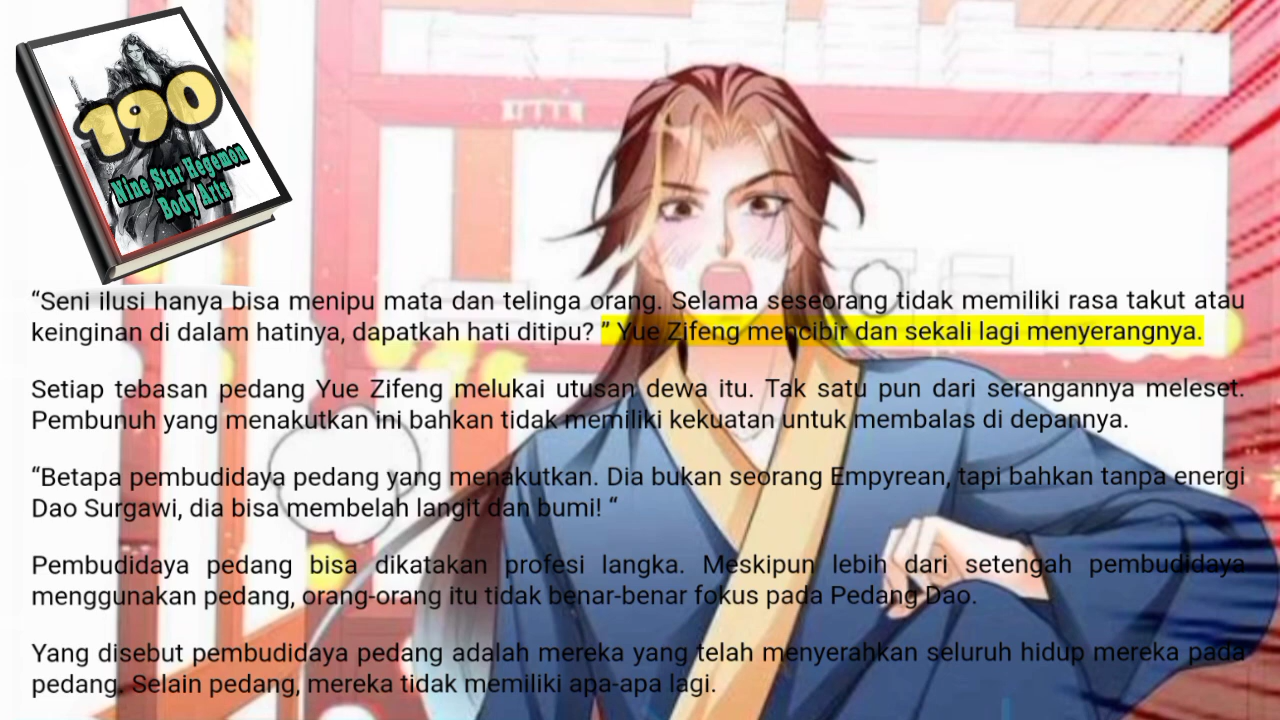 190
Nine Star Hegemon
Body Arts
“Seni ilusi hanya bisa menipu mata dan telinga orang. Selama seseorang tidak memiliki rasa takut atau
keinginan di dalam hatinya, dapatkah hati ditipu? ” Yue Zifeng mencibir dan sekali lagi menyerangnya.
Setiap tebasan pedang Yue Zifeng melukai utusan dewa itu. Tak satu pun dari serangannya meleset.
Pembunuh yang menakutkan ini bahkan tidak memiliki kekuatan untuk membalas di depannya.
“Betapa pembudidaya pedang yang menakutkan. Dia bukan seorang Empyrean, tapi bahkan tanpa energi
Dao Surgawi, dia bisa membelah langit dan bumi! “
Pembudidaya pedang bisa dikatakan profesi langka. Meskipun lebih dari setengah pembudidaya
menggunakan pedang, orang-orang itu tidak benar-benar fokus pada Pedang Dao.
Yang disebut pembudidaya pedang adalah mereka yang telah menyerahkan seluruh hidup mereka pada
pedang. Selain pedang, mereka tidak memiliki apa-apa lagi.